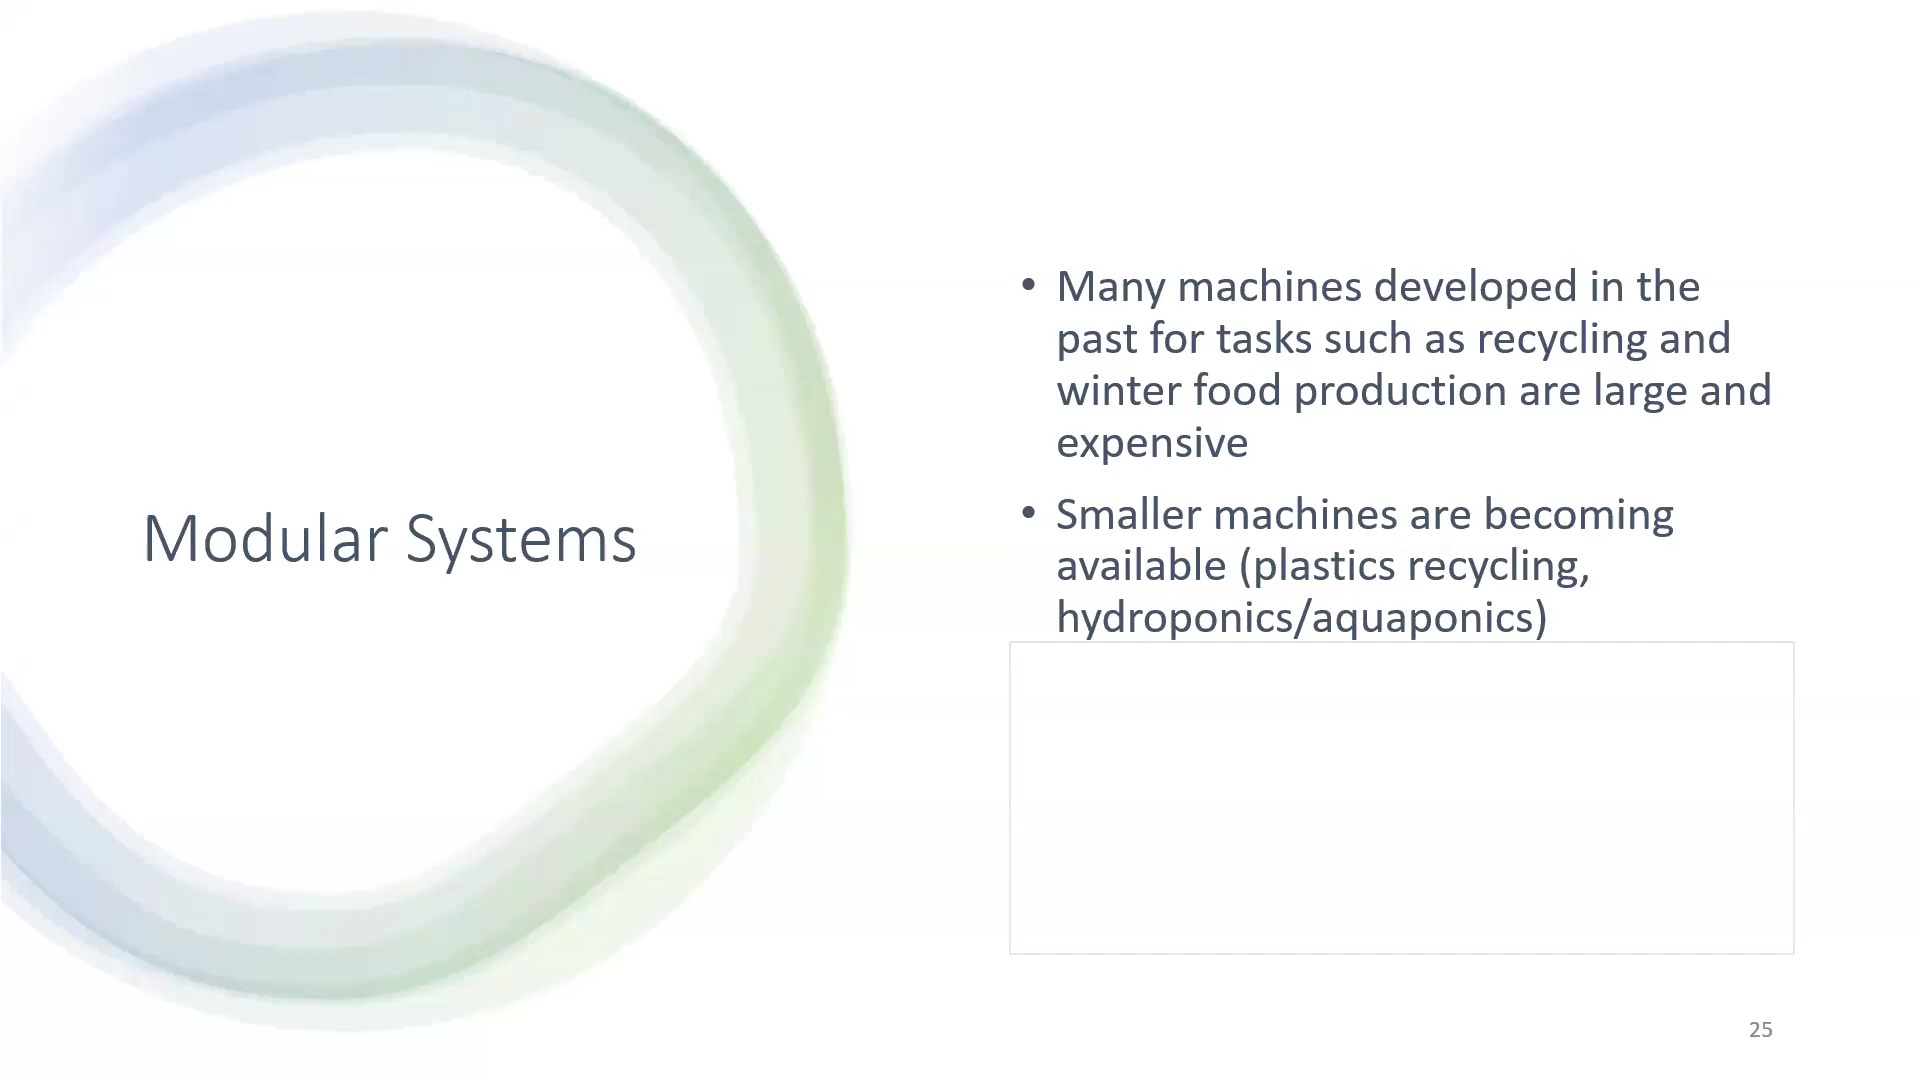 Modular Systems
• Many machines developed in the
past for tasks such as recycling and
winter food production are large and
expensive
• Smaller machines are becoming
available (plastics recycling,
hydroponics/aquaponics)
25